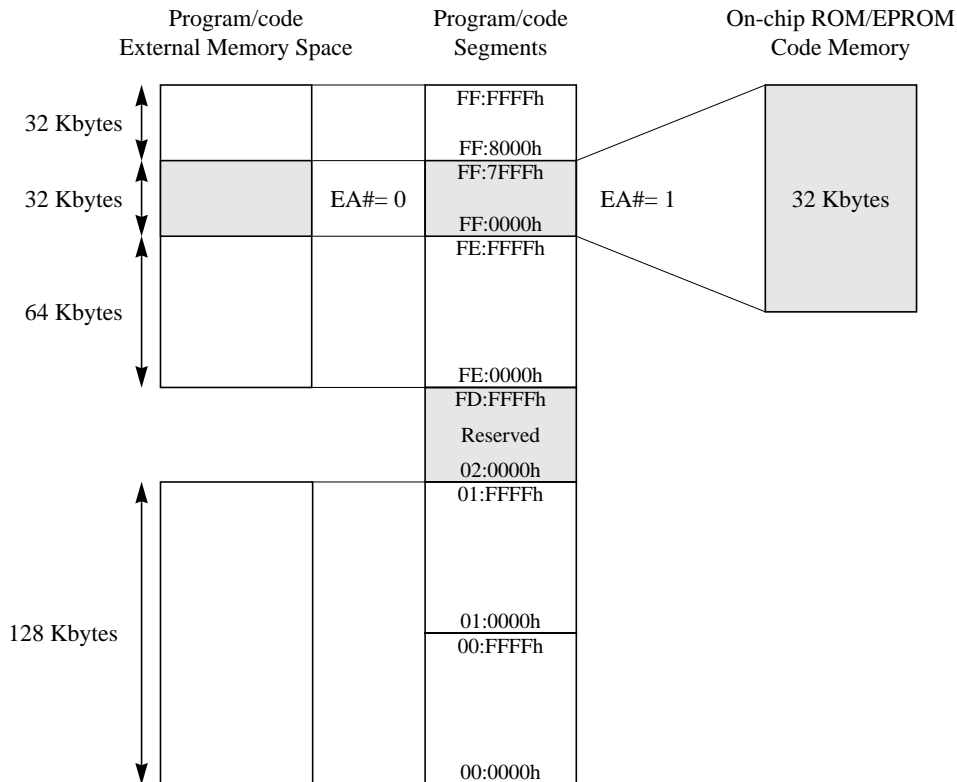 Program/code
External Memory Space
Program/code
Segments
On-chip ROM/EPROM
Code Memory
32 Kbytes
FF:FFFFh
FF:8000h
32 Kbytes
EA#= 0
FF:7FFFh
FF:0000h
EA#= 1
32 Kbytes
64 Kbytes
FE:FFFFh
FE:0000h
FD:FFFFh
Reserved
02:0000h
128 Kbytes
01:FFFFh
01:0000h
00:FFFFh
00:0000h